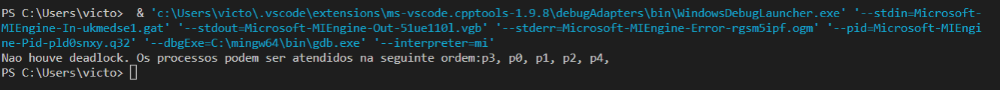 PS C:\Users\victo>  & 'c:\Users\victo\.vscode\extensions\ms-vscode.cpptools-1.9.8\debugAdapters\bin\WindowsDebugLauncher.exe' '--stdin=Microsoft-
MIEngine-In-ukmedse1.gat' '--stdout=Microsoft-MIEngine-Out-51ue110l.vgb' '--stderr=Microsoft-MIEngine-Error-rgsm5ipf.ogm' '--pid=Microsoft-MIEngi
ne-Pid-pld0snxy.q32' '--dbgExe=C:\mingw64\bin\gdb.exe' '--interpreter=mi'
Nao houve deadlock. Os processos podem ser atendidos na seguinte ordem:p3, p0, p1, p2, p4,
PS C:\Users\victo>